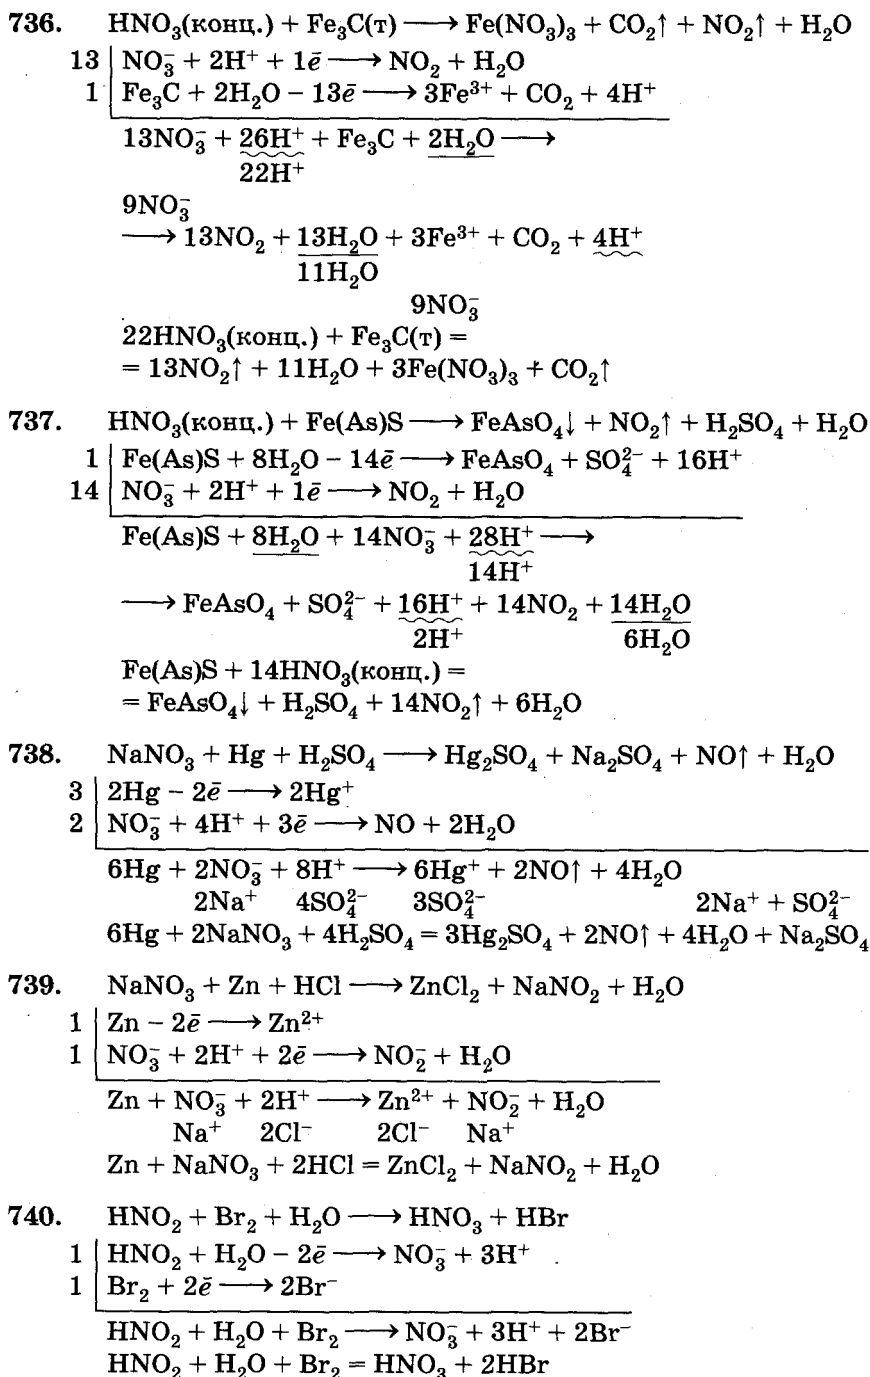 736. HNO₃(конц.) + Fe₃C(т) ⟶ Fe(NO₃)₃ + CO₂↑ + NO₂↑ + H₂O
13 | NO₃⁻ + 2H⁺ + 1ē ⟶ NO₂ + H₂O
1 | Fe₃C + 2H₂O − 13ē ⟶ 3Fe³⁺ + CO₂ + 4H⁺
13NO₃⁻ + 26H⁺ + Fe₃C + 2H₂O ⟶
22H⁺
9NO₃⁻
⟶ 13NO₂ + 13H₂O + 3Fe³⁺ + CO₂ + 4H⁺
11H₂O
9NO₃⁻
22HNO₃(конц.) + Fe₃C(т) =
= 13NO₂↑ + 11H₂O + 3Fe(NO₃)₃ + CO₂↑
737. HNO₃(конц.) + Fe(As)S ⟶ FeAsO₄↓ + NO₂↑ + H₂SO₄ + H₂O
1 | Fe(As)S + 8H₂O − 14ē ⟶ FeAsO₄ + SO₄²⁻ + 16H⁺
14 | NO₃⁻ + 2H⁺ + 1ē ⟶ NO₂ + H₂O
Fe(As)S + 8H₂O + 14NO₃⁻ + 28H⁺ ⟶
14H⁺
⟶ FeAsO₄ + SO₄²⁻ + 16H⁺ + 14NO₂ + 14H₂O
2H⁺ 6H₂O
Fe(As)S + 14HNO₃(конц.) =
= FeAsO₄↓ + H₂SO₄ + 14NO₂↑ + 6H₂O
738. NaNO₃ + Hg + H₂SO₄ ⟶ Hg₂SO₄ + Na₂SO₄ + NO↑ + H₂O
3 | 2Hg − 2ē ⟶ 2Hg⁺
2 | NO₃⁻ + 4H⁺ + 3ē ⟶ NO + 2H₂O
6Hg + 2NO₃⁻ + 8H⁺ ⟶ 6Hg⁺ + 2NO↑ + 4H₂O
2Na⁺ 4SO₄²⁻ 3SO₄²⁻ 2Na⁺ + SO₄²⁻
6Hg + 2NaNO₃ + 4H₂SO₄ = 3Hg₂SO₄ + 2NO↑ + 4H₂O + Na₂SO₄
739. NaNO₃ + Zn + HCl ⟶ ZnCl₂ + NaNO₂ + H₂O
1 | Zn − 2ē ⟶ Zn²⁺
1 | NO₃⁻ + 2H⁺ + 2ē ⟶ NO₂⁻ + H₂O
Zn + NO₃⁻ + 2H⁺ ⟶ Zn²⁺ + NO₂⁻ + H₂O
Na⁺ 2Cl⁻ 2Cl⁻ Na⁺
Zn + NaNO₃ + 2HCl = ZnCl₂ + NaNO₂ + H₂O
740. HNO₂ + Br₂ + H₂O ⟶ HNO₃ + HBr
1 | HNO₂ + H₂O − 2ē ⟶ NO₃⁻ + 3H⁺
1 | Br₂ + 2ē ⟶ 2Br⁻
HNO₂ + H₂O + Br₂ ⟶ NO₃⁻ + 3H⁺ + 2Br⁻
HNO₂ + H₂O + Br₂ = HNO₃ + 2HBr